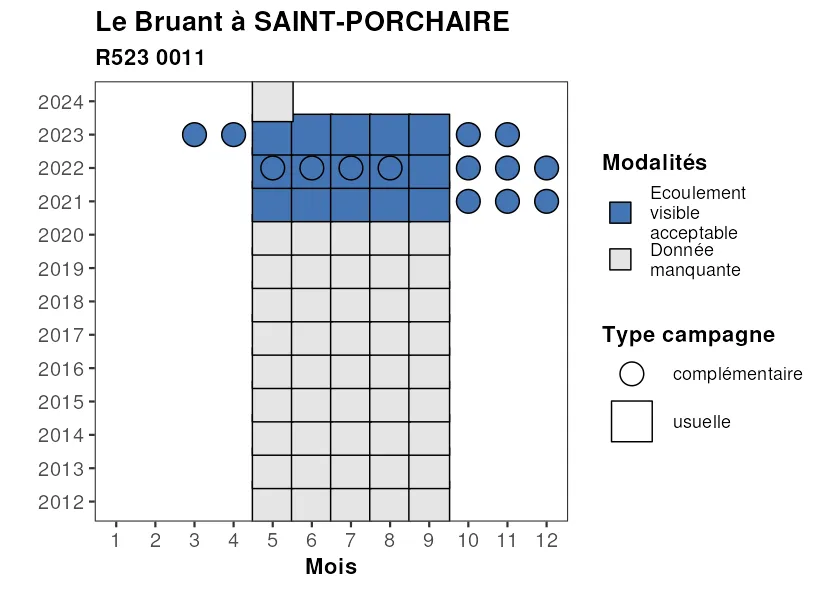 Le Bruant à SAINT-PORCHAIRE
R523 0011
2024
2023
2022
2021
2020
2019
2018
2017
2016
2015
2014
2013
2012
1 2 3 4 5 6 7 8 9 10 11 12
Mois
Modalités
Ecoulement
visible
acceptable
Donnée
manquante
Type campagne
complémentaire
usuelle